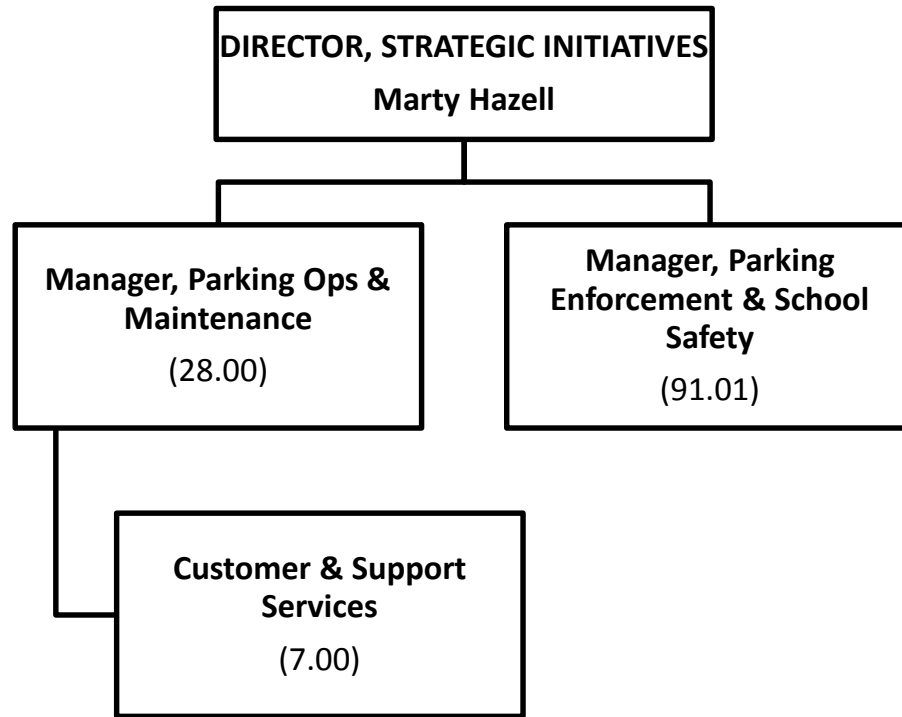 DIRECTOR, STRATEGIC INITIATIVES
Marty Hazell
Manager, Parking Ops &
Maintenance
(28.00)
Manager, Parking
Enforcement & School
Safety
(91.01)
Customer & Support
Services
(7.00)